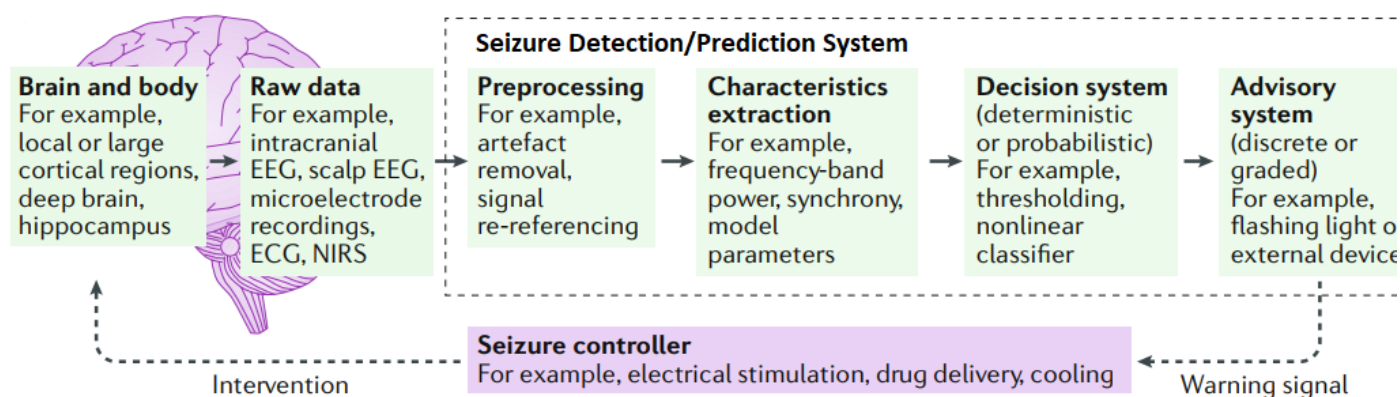 Seizure Detection/Prediction System
Brain and body
For example,
local or large
cortical regions,
deep brain,
hippocampus
Raw data
For example,
intracranial
EEG, scalp EEG,
microelectrode
recordings,
ECG, NIRS
Preprocessing
For example,
artefact
removal,
signal
re-referencing
Characteristics
extraction
For example,
frequency-band
power, synchrony,
model
parameters
Decision system
(deterministic
or probabilistic)
For example,
thresholding,
nonlinear
classifier
Advisory
system
(discrete or
graded)
For example,
flashing light o
external device
Seizure controller
For example, electrical stimulation, drug delivery, cooling
Intervention
Warning signal